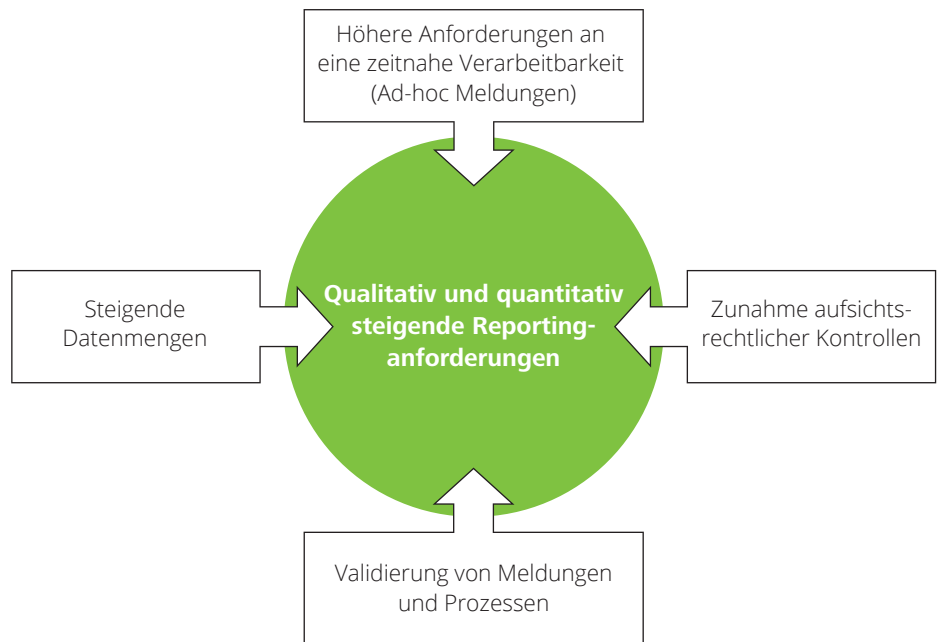 Höhere Anforderungen an
eine zeitnahe Verarbeitbarkeit
(Ad-hoc Meldungen)
Steigende
Datenmengen
Qualitativ und quantitativ
steigende Reporting-
anforderungen
Zunahme aufsichts-
rechtlicher Kontrollen
Validierung von Meldungen
und Prozessen